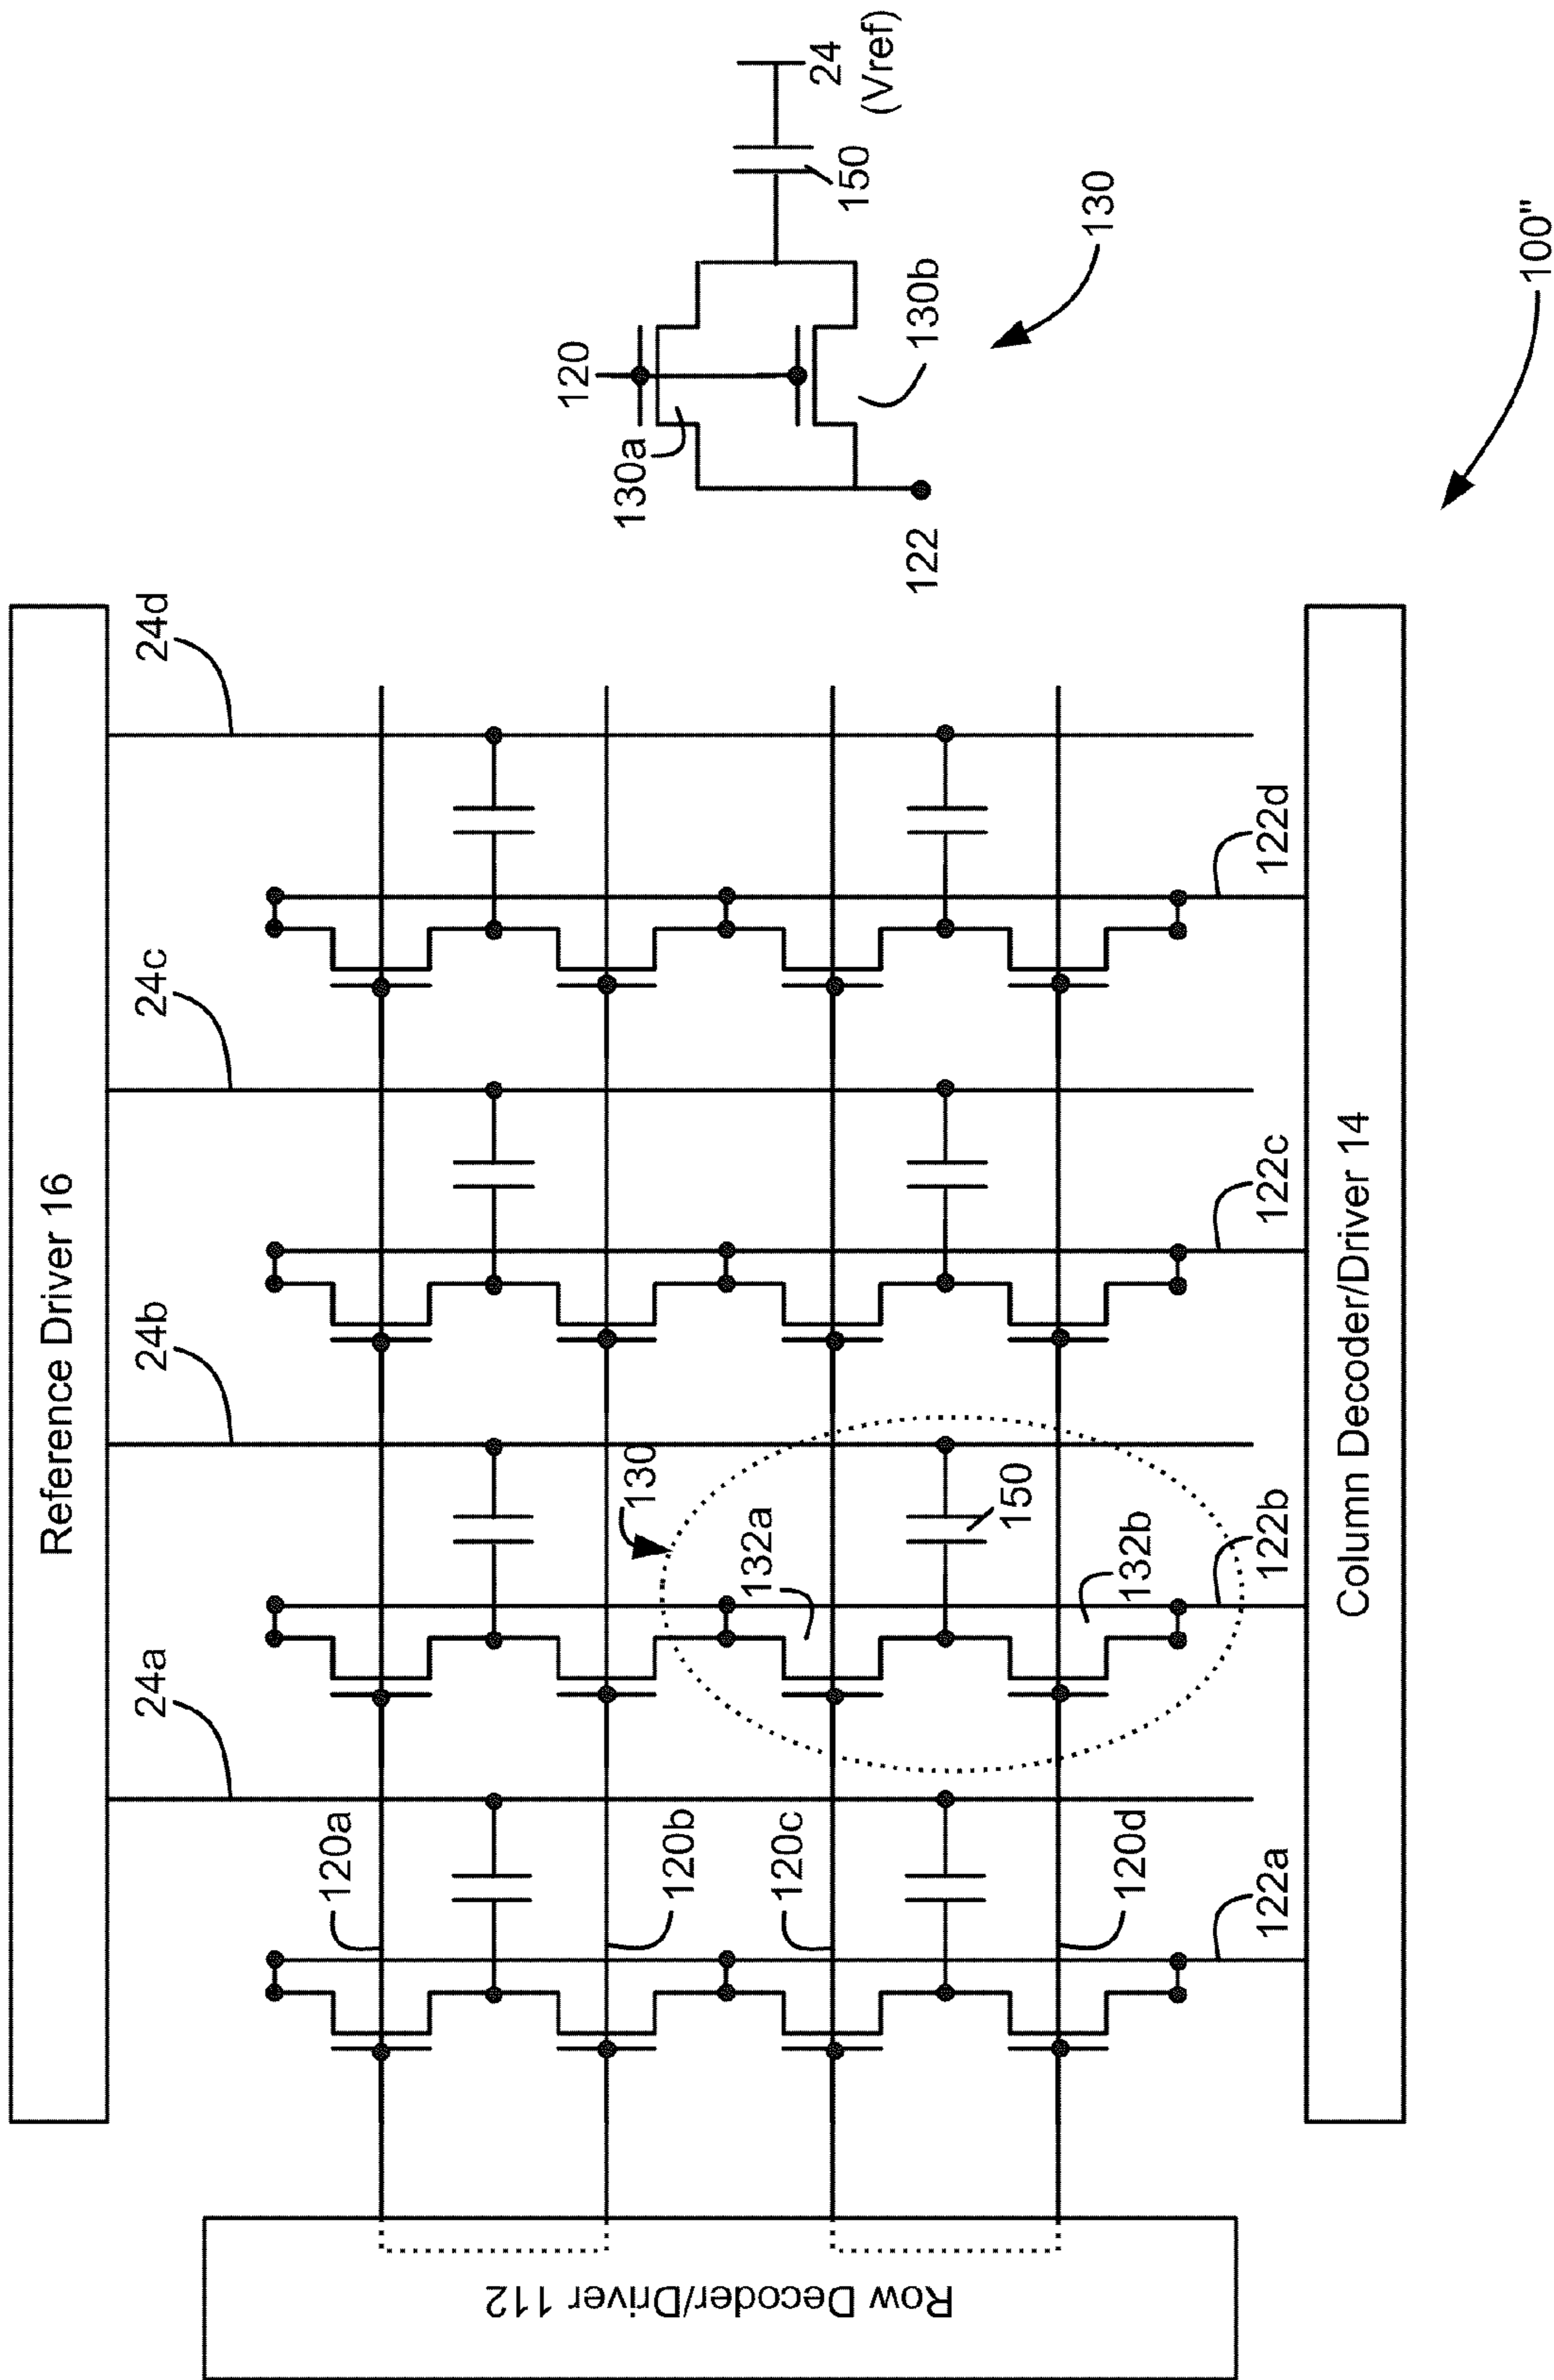 Reference Driver 16
24a
24b
24c
24d
120a
120b
120c
120d
130
132a
150
132b
122a
122b
122c
122d
Row Decoder/Driver 112
Column Decoder/Driver 14
120
130a
130b
122
150
24
(Vref)
130
100"